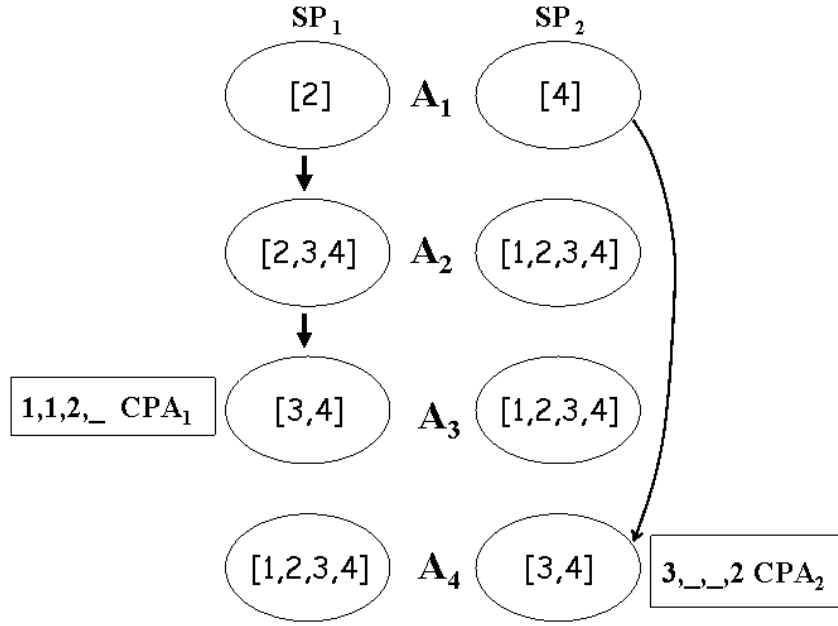 SP₁ SP₂
[2] A₁ [4]
[2,3,4] A₂ [1,2,3,4]
1,1,2,_ CPA₁ [3,4] A₃ [1,2,3,4]
[1,2,3,4] A₄ [3,4] 3,_,_,2 CPA₂